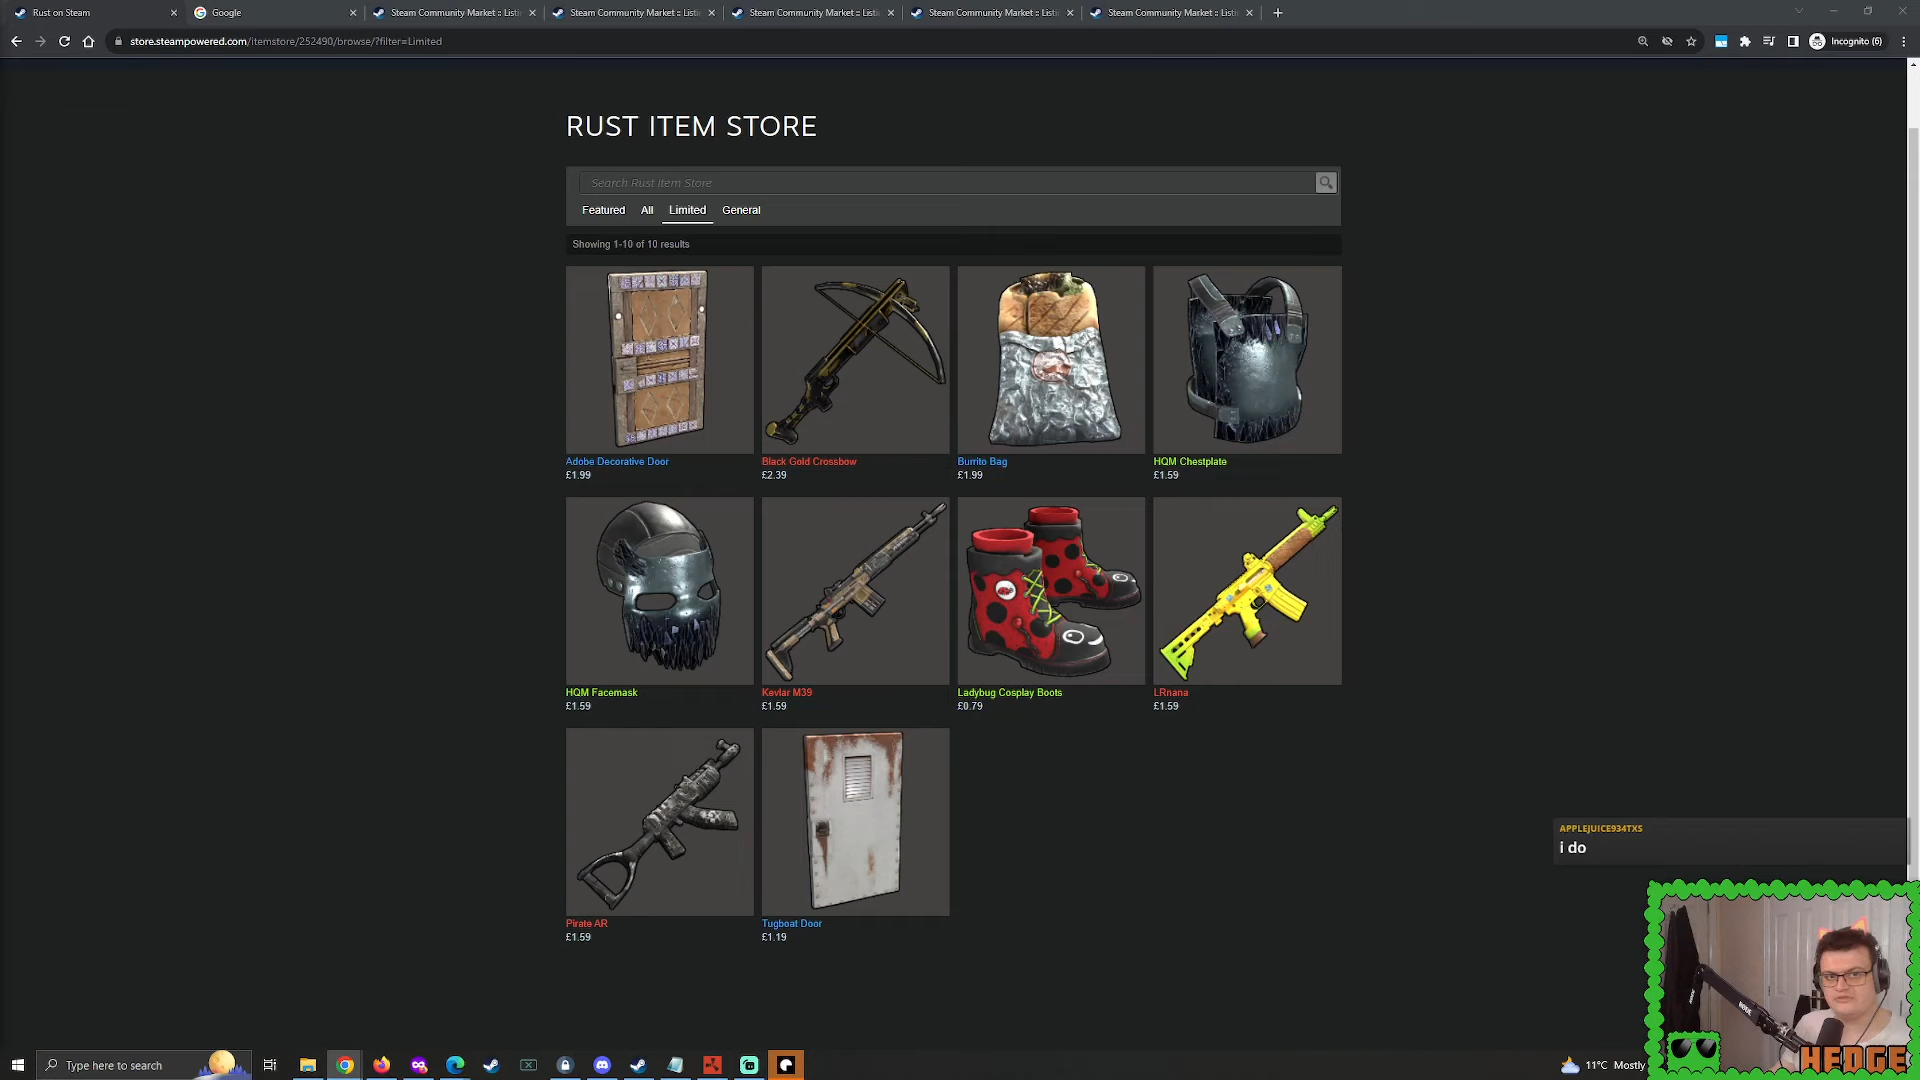 Rust on Steam
Google
Steam Community Market :: Listi
Steam Community Market :: Listi
Steam Community Market :: Listi
Steam Community Market :: Listi
Steam Community Market :: Listi
store.steampowered.com/itemstore/252490/browse/?filter=Limited
Incognito (6)
RUST ITEM STORE
Search Rust Item Store
Featured All Limited General
Showing 1-10 of 10 results
Adobe Decorative Door
£1.99
Black Gold Crossbow
£2.39
Burrito Bag
£1.99
HQM Chestplate
£1.59
HQM Facemask
£1.59
Kevlar M39
£1.59
Ladybug Cosplay Boots
£0.79
LRnana
£1.59
Pirate AR
£1.59
Tugboat Door
£1.19
APPLEJUICE934TXS
i do
HEDGE
Type here to search
11°C Mostly